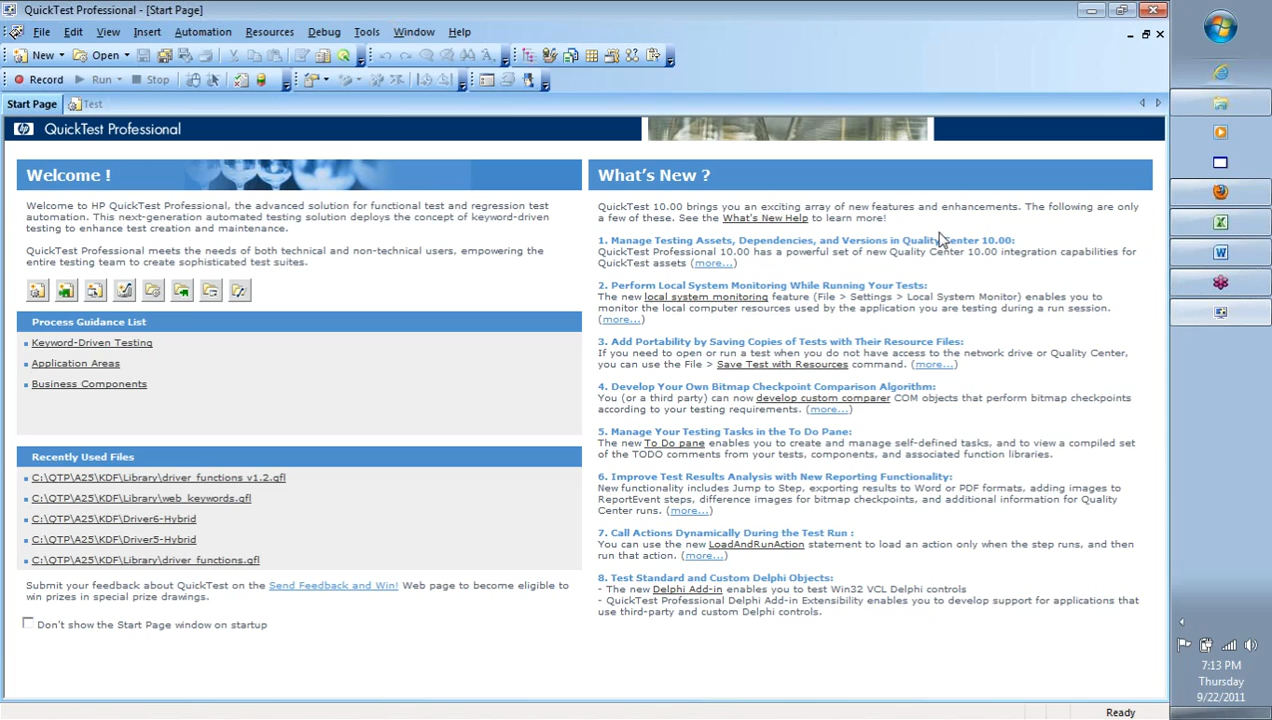 QuickTest Professional - [Start Page]
File Edit View Insert Automation Resources Debug Tools Window Help
New Open
Record Run Stop
Start Page Test
hp QuickTest Professional
Welcome !
Welcome to HP QuickTest Professional, the advanced solution for functional test and regression test
automation. This next-generation automated testing solution deploys the concept of keyword-driven
testing to enhance test creation and maintenance.
QuickTest Professional meets the needs of both technical and non-technical users, empowering the
entire testing team to create sophisticated test suites.
Process Guidance List
Keyword-Driven Testing
Application Areas
Business Components
Recently Used Files
C:\QTP\A25\KDF\Library\driver_functions v1.2.qfl
C:\QTP\A25\KDF\Library\web_keywords.qfl
C:\QTP\A25\KDF\Driver6-Hybrid
C:\QTP\A25\KDF\Driver5-Hybrid
C:\QTP\A25\KDF\Library\driver_functions.qfl
Submit your feedback about QuickTest on the Send Feedback and Win! Web page to become eligible to
win prizes in special prize drawings.
Don't show the Start Page window on startup
What's New ?
QuickTest 10.00 brings you an exciting array of new features and enhancements. The following are only
a few of these. See the What's New Help to learn more!
1. Manage Testing Assets, Dependencies, and Versions in Quality Center 10.00:
QuickTest Professional 10.00 has a powerful set of new Quality Center 10.00 integration capabilities for
QuickTest assets (more...)
2. Perform Local System Monitoring While Running Your Tests:
The new local system monitoring feature (File > Settings > Local System Monitor) enables you to
monitor the local computer resources used by the application you are testing during a run session.
(more...)
3. Add Portability by Saving Copies of Tests with Their Resource Files:
If you need to open or run a test when you do not have access to the network drive or Quality Center,
you can use the File > Save Test with Resources command. (more...)
4. Develop Your Own Bitmap Checkpoint Comparison Algorithm:
You (or a third party) can now develop custom comparer COM objects that perform bitmap checkpoints
according to your testing requirements. (more...)
5. Manage Your Testing Tasks in the To Do Pane:
The new To Do pane enables you to create and manage self-defined tasks, and to view a compiled set
of the TODO comments from your tests, components, and associated function libraries.
6. Improve Test Results Analysis with New Reporting Functionality:
New functionality includes Jump to Step, exporting results to Word or PDF formats, adding images to
ReportEvent steps, difference images for bitmap checkpoints, and additional information for Quality
Center runs. (more...)
7. Call Actions Dynamically During the Test Run :
You can use the new LoadAndRunAction statement to load an action only when the step runs, and then
run that action. (more...)
8. Test Standard and Custom Delphi Objects:
- The new Delphi Add-in enables you to test Win32 VCL Delphi controls
- QuickTest Professional Delphi Add-in Extensibility enables you to develop support for applications that
use third-party and custom Delphi controls.
Ready
7:13 PM
Thursday
9/22/2011